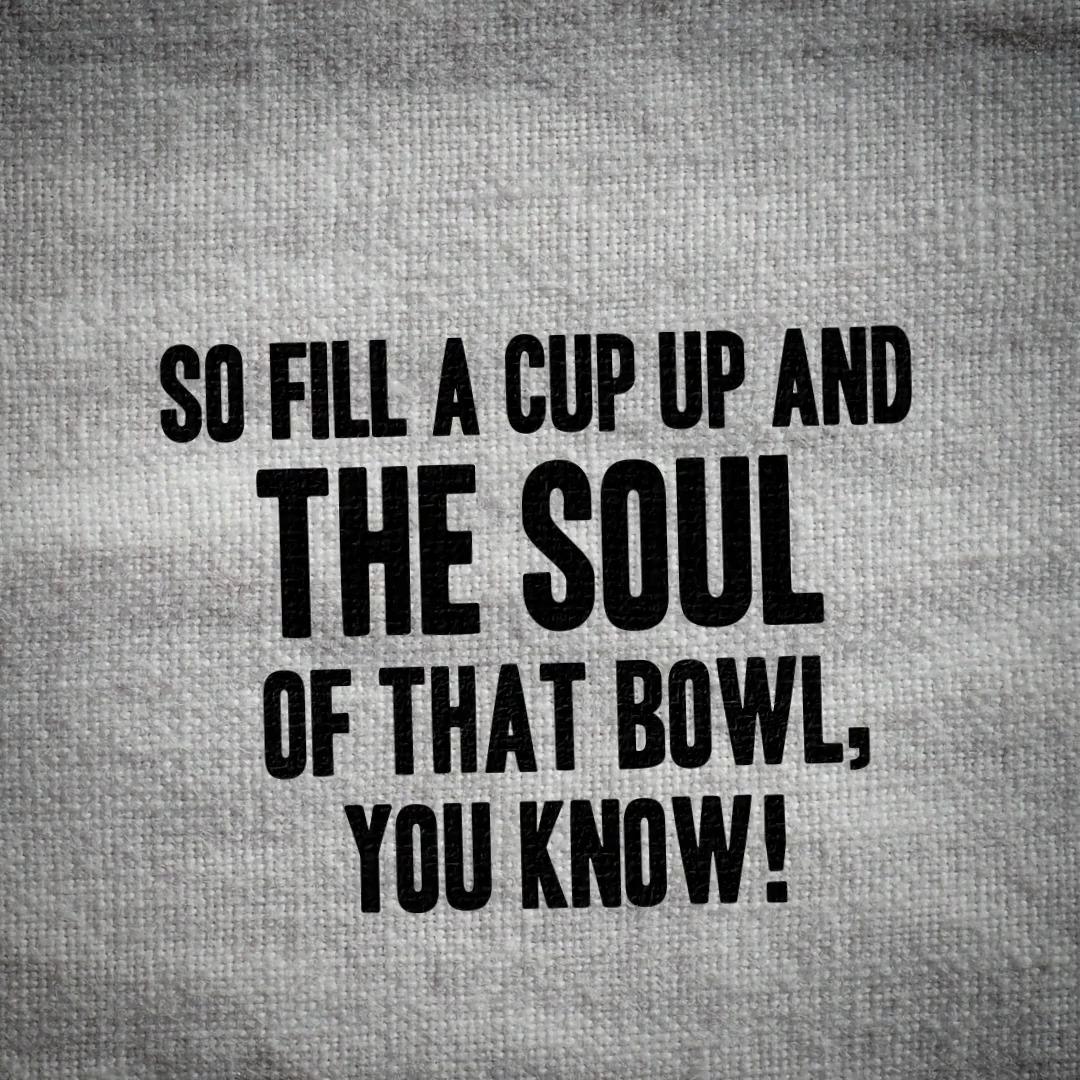 SO FILL A CUP UP AND
THE SOUL
OF THAT BOWL,
YOU KNOW!